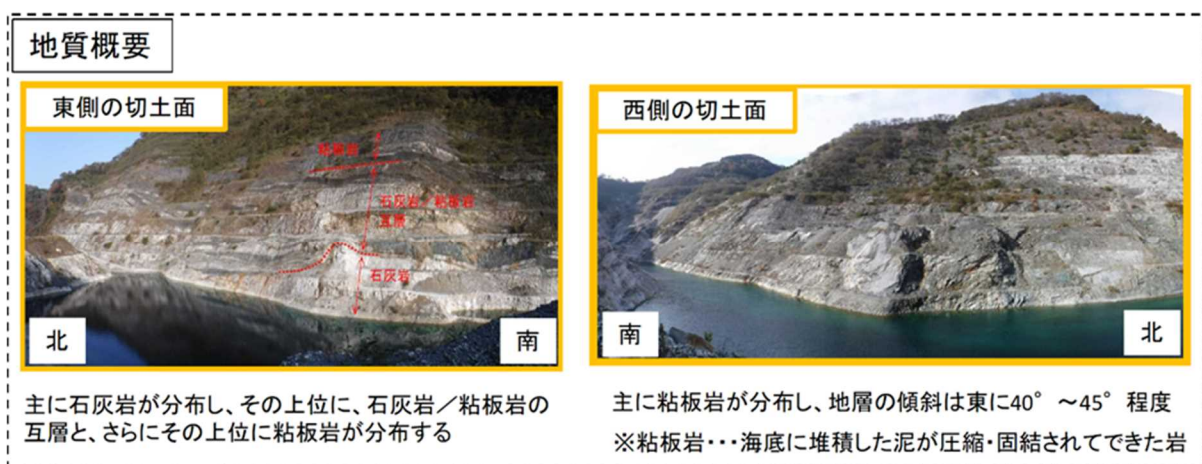 地質概要
東側の切土面
粘板岩
石灰岩／粘板岩
互層
石灰岩
北
南
主に石灰岩が分布し、その上位に、石灰岩／粘板岩の
互層と、さらにその上位に粘板岩が分布する
西側の切土面
南
北
主に粘板岩が分布し、地層の傾斜は東に40°～45°程度
※粘板岩・・・海底に堆積した泥が圧縮・固結されてできた岩